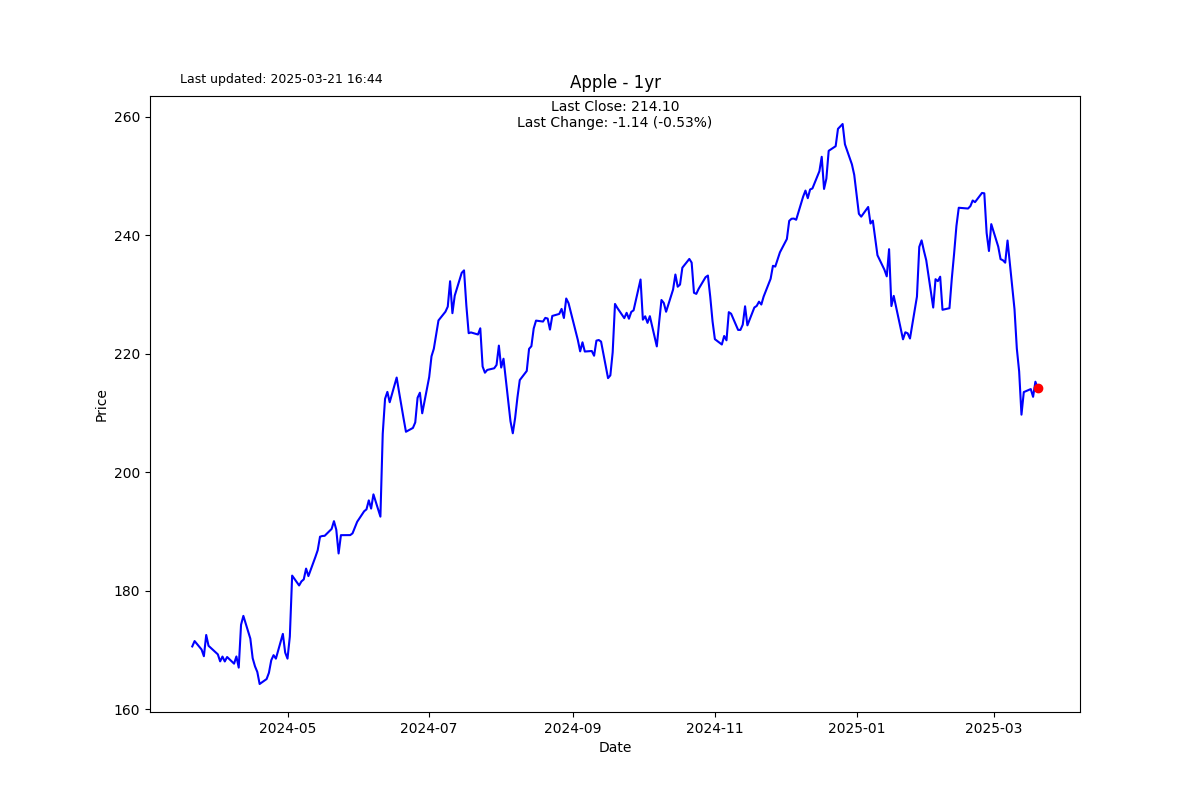 Last updated: 2025-03-21 16:44
Apple - 1yr
Last Close: 214.10
Last Change: -1.14 (-0.53%)
260
240
220
200
180
160
Price
2024-05
2024-07
2024-09
2024-11
2025-01
2025-03
Date